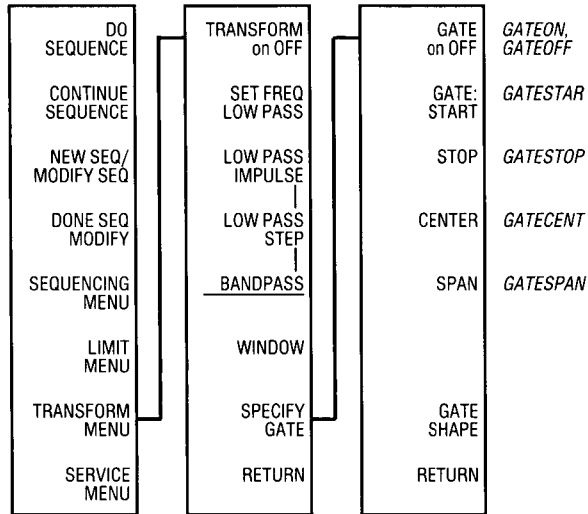 DO
SEQUENCE
CONTINUE
SEQUENCE
NEW SEQ/
MODIFY SEQ
DONE SEQ
MODIFY
SEQUENCING
MENU
LIMIT
MENU
TRANSFORM
MENU
SERVICE
MENU
TRANSFORM
on OFF
SET FREQ
LOW PASS
LOW PASS
IMPULSE
LOW PASS
STEP
BANDPASS
WINDOW
SPECIFY
GATE
RETURN
GATE
on OFF
GATE:
START
STOP
CENTER
SPAN
GATE
SHAPE
RETURN
GATEON,
GATEOFF
GATESTAR
GATESTOP
GATECENT
GATESPAN